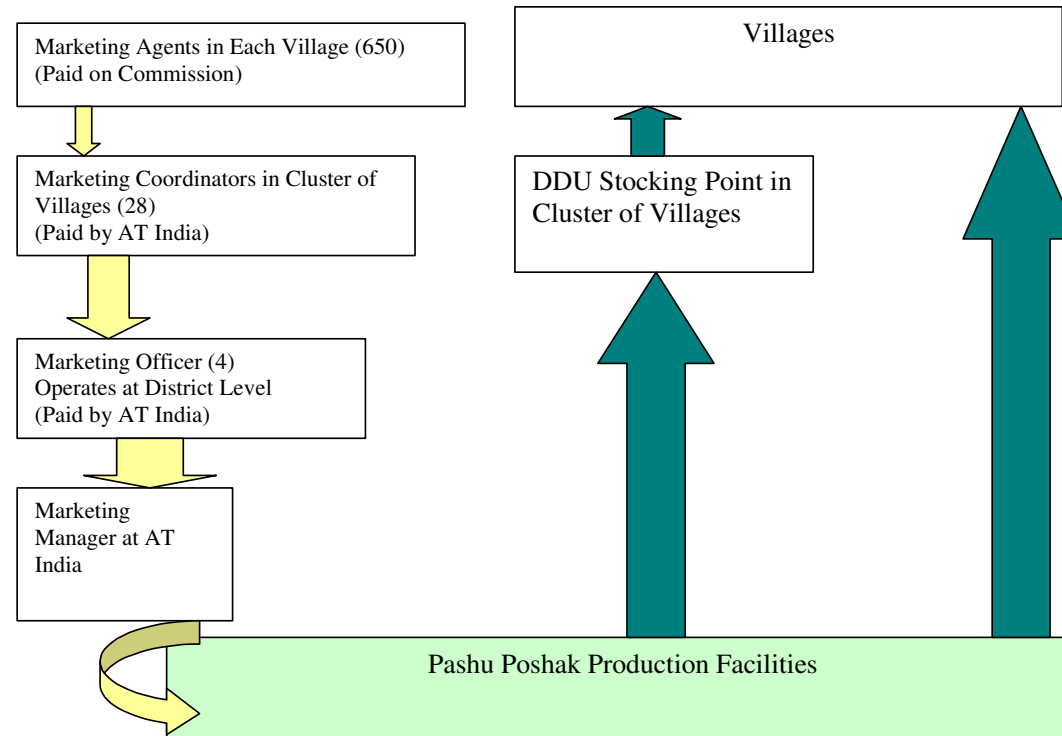 Marketing Agents in Each Village (650)
(Paid on Commission)
Marketing Coordinators in Cluster of
Villages (28)
(Paid by AT India)
Marketing Officer (4)
Operates at District Level
(Paid by AT India)
Marketing
Manager at AT
India
Villages
DDU Stocking Point in
Cluster of Villages
Pashu Poshak Production Facilities